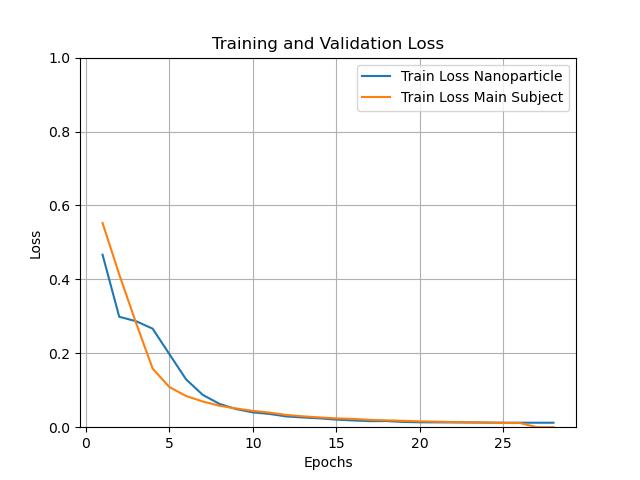 Training and Validation Loss
Train Loss Nanoparticle
Train Loss Main Subject
Loss
1.0
0.8
0.6
0.4
0.2
0.0
0 5 10 15 20 25
Epochs